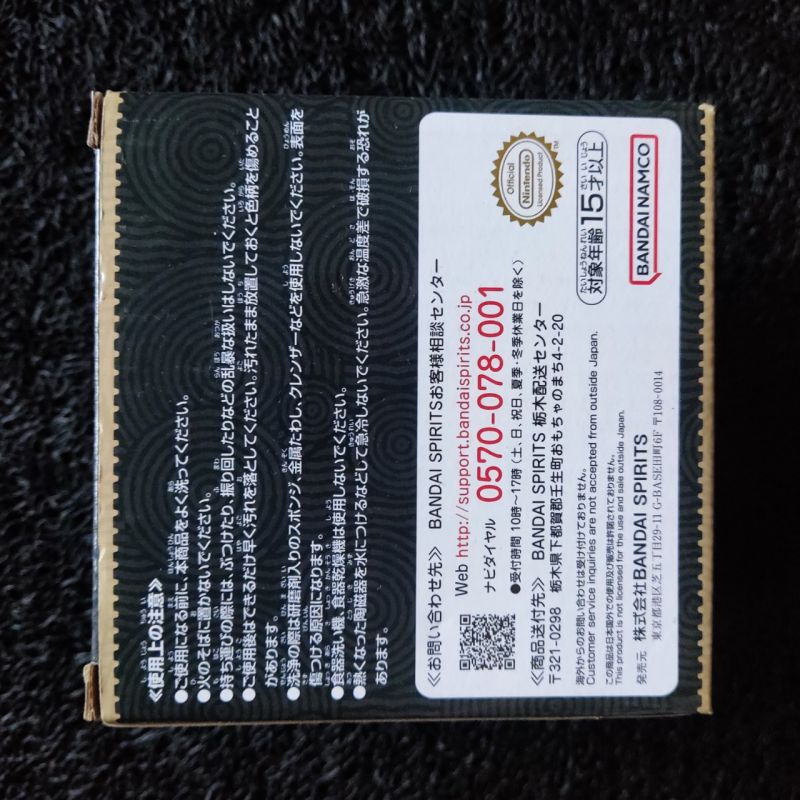 ≪使用上の注意≫
●ご使用になる前に、本商品をよく洗ってください。
●火のそばに置かないでください。
●持ち運びの際には、ぶつけたり、振り回したりなどの乱暴な扱いはしないでください。
●ご使用後はできるだけ早く汚れを落としてください。汚れたまま放置しておくと色柄を傷めること
があります。
●洗浄の際は研磨剤入りのスポンジ、金属たわし、クレンザーなどを使用しないでください。表面を
傷つける原因になります。
●食器洗い機、食器乾燥機は使用しないでください。
●熱くなった陶磁器を水につけるなどして急冷しないでください。急激な温度差で破損する恐れが
あります。
≪お問い合わせ先≫ BANDAI SPIRITSお客様相談センター
Web http://support.bandaispirits.co.jp
ナビダイヤル 0570-078-001
●受付時間 10時～17時 (土、日、祝日、夏季・冬季休業日を除く)
≪商品送付先≫ BANDAI SPIRITS 栃木配送センター
〒321-0298 栃木県下都賀郡壬生町おもちゃのまち4-2-20
海外からのお問い合わせは受け付けておりません。
Customer service inquiries are not accepted from outside Japan.
この商品は日本国外での使用及び販売は許諾されておりません。
This product is not licensed for the use and sale outside Japan.
発売元 株式会社BANDAI SPIRITS
東京都港区芝五丁目29-11 G-BASE田町6F 〒108-0014
Official
Nintendo
Licensed Product
TM
たいしょうねんれい さい いじょう
対象年齢15才以上
BANDAI NAMCO